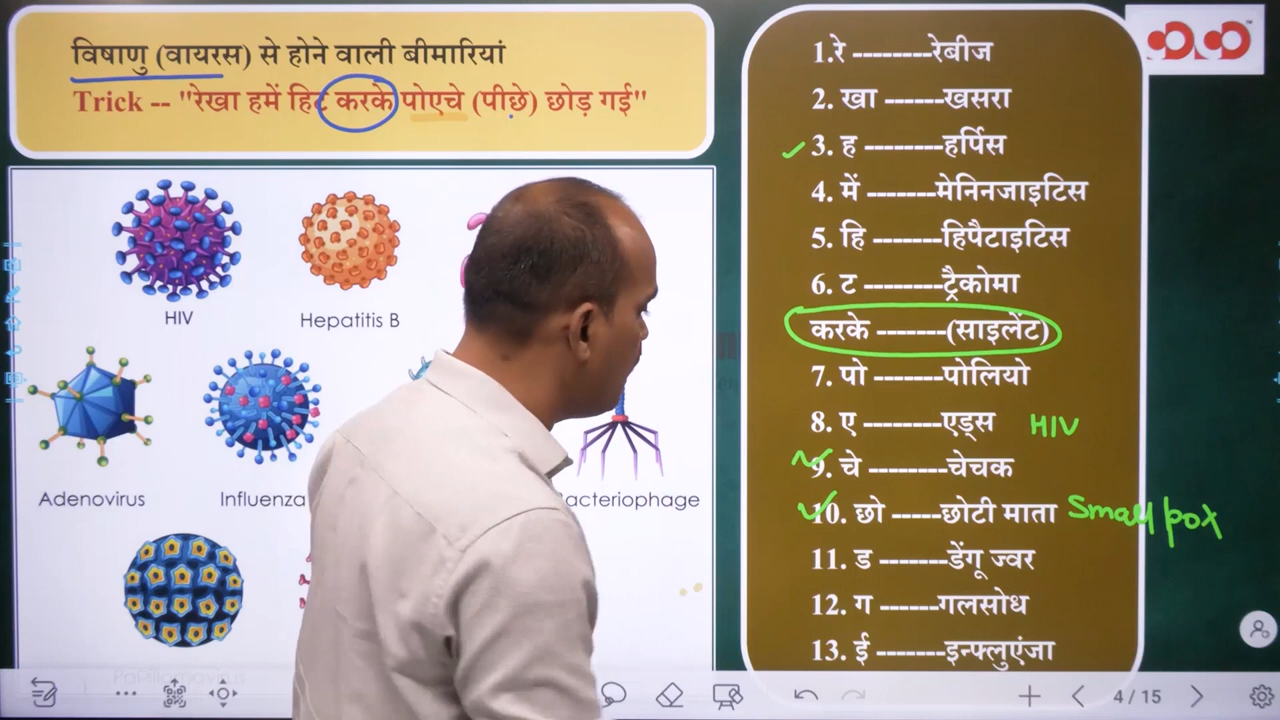 विषाणु (वायरस) से होने वाली बीमारियां
Trick -- "रेखा हमें हिट करके पोएचे (पीछे) छोड़ गई"
HIV
Hepatitis B
Adenovirus
Influenza
acteriophage
1.रे --------रेबीज
2. खा ------खसरा
3. ह --------हर्पिस
4. में -------मेनिनजाइटिस
5. हि -------हिपैटाइटिस
6. ट --------ट्रैकोमा
करके -------(साइलेंट)
7. पो -------पोलियो
8. ए --------एड्स HIV
9. चे --------चेचक
10. छो -----छोटी माता Small pox
11. ड -------डेंगू ज्वर
12. ग ------गलसोध
13. ई -------इन्फ्लुएंजा
4 / 15